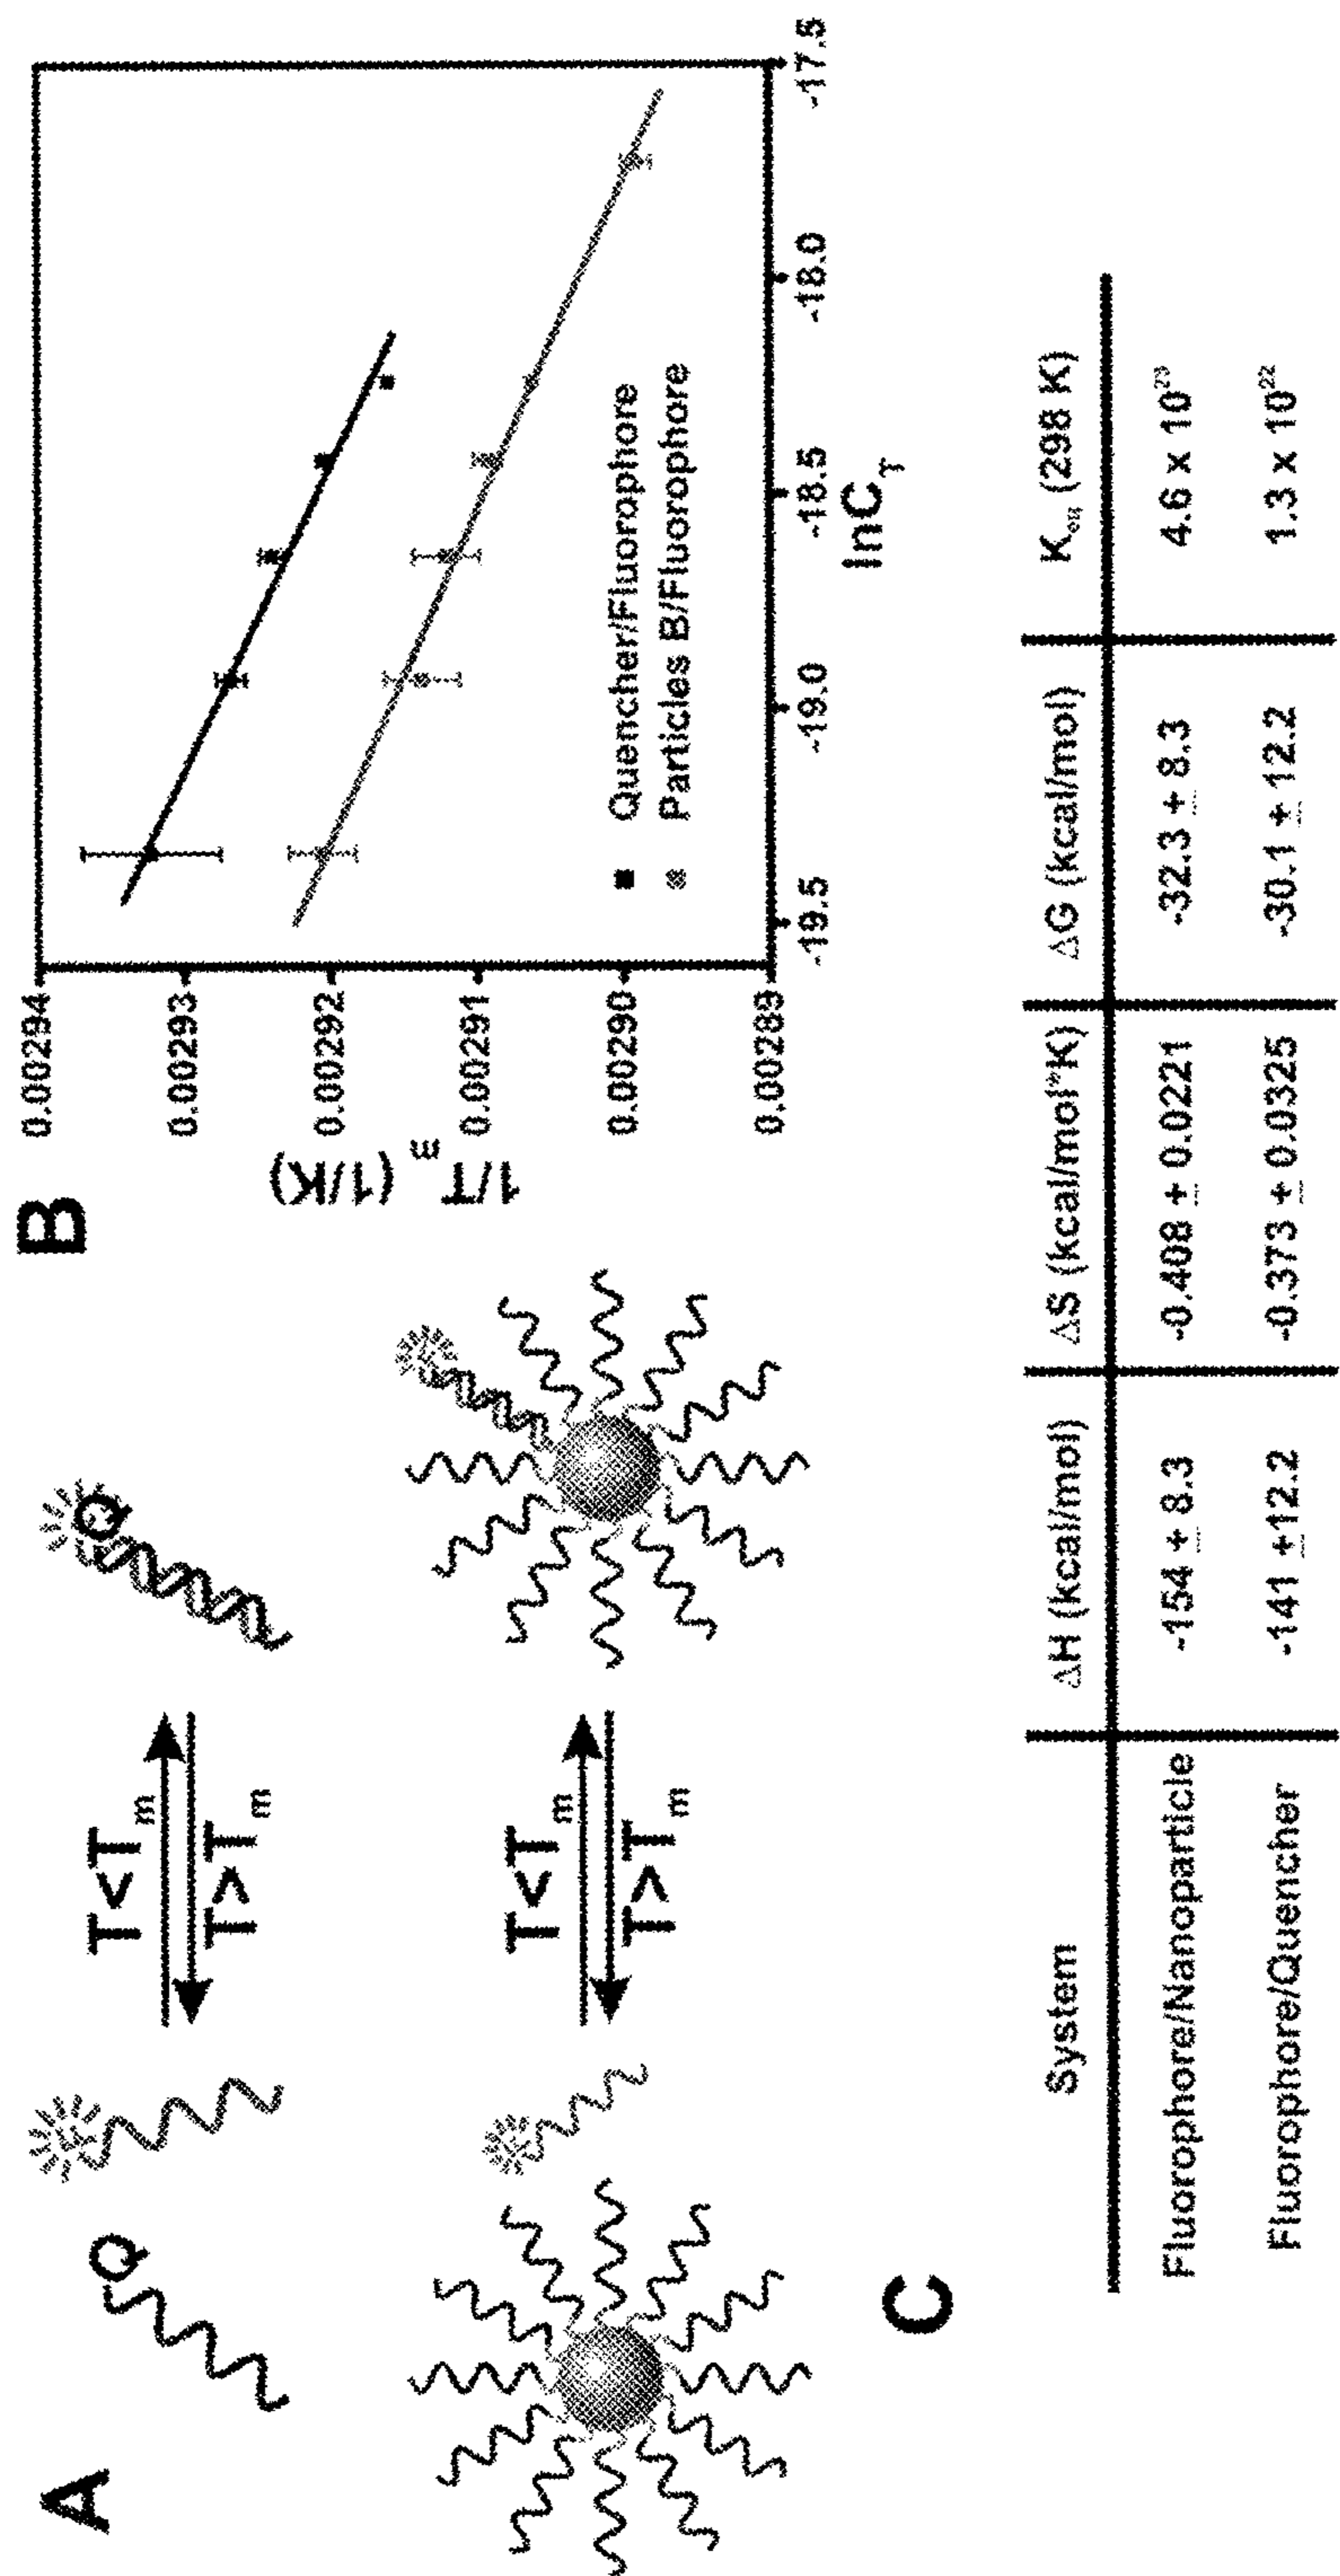 A
Q
T<Tm
T>Tm
Q
T<Tm
T>Tm
B
1/Tm (1/K)
0.00294
0.00293
0.00292
0.00291
0.00290
0.00289
Quencher/Fluorophore
Particles B/Fluorophore
-19.5 -19.0 -18.5 -18.0 -17.5
lnCT
C
System ΔH (kcal/mol) ΔS (kcal/mol*K) ΔG (kcal/mol) Keq (298 K)
Fluorophore/Nanoparticle -154 ± 8.3 -0.408 ± 0.0221 -32.3 ± 8.3 4.6 x 10
Fluorophore/Quencher -141 ±12.2 -0.373 ± 0.0325 -30.1 ± 12.2 1.3 x 10²²